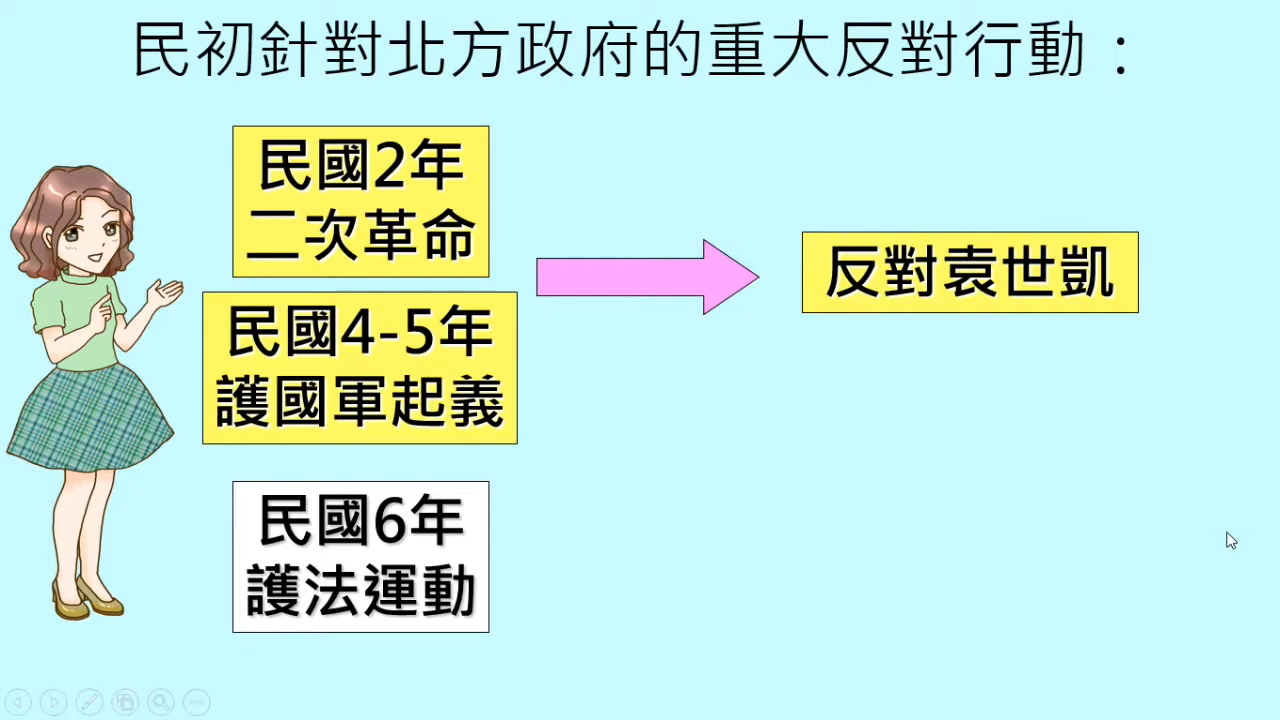 民初針對北方政府的重大反對行動：
民國2年
二次革命
反對袁世凱
民國4-5年
護國軍起義
民國6年
護法運動